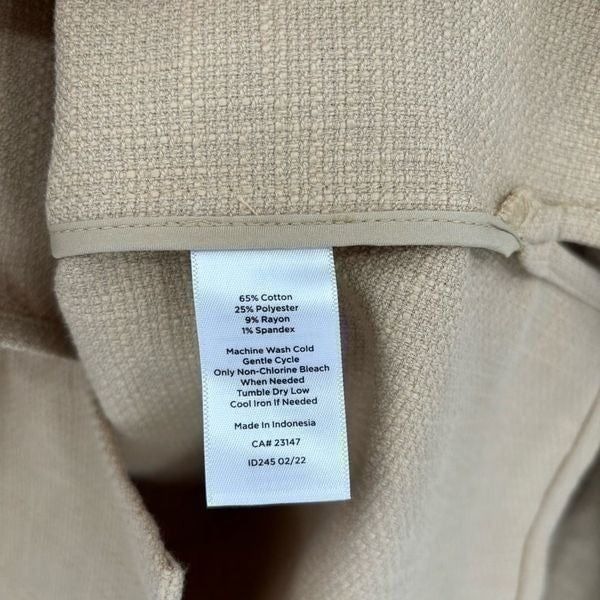 65% Cotton
25% Polyester
9% Rayon
1% Spandex
Machine Wash Cold
Gentle Cycle
Only Non-Chlorine Bleach
When Needed
Tumble Dry Low
Cool Iron If Needed
Made In Indonesia
CA# 23147
ID245 02/22